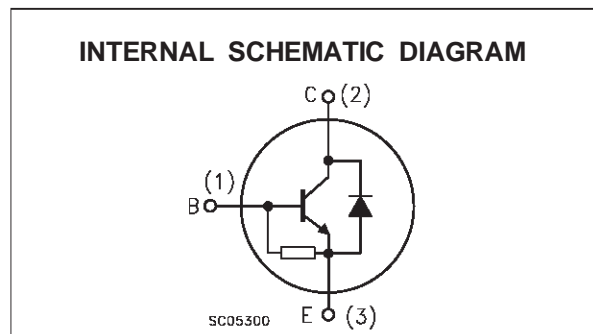 INTERNAL SCHEMATIC DIAGRAM
C (2)
(1)
B
SC05300
E (3)